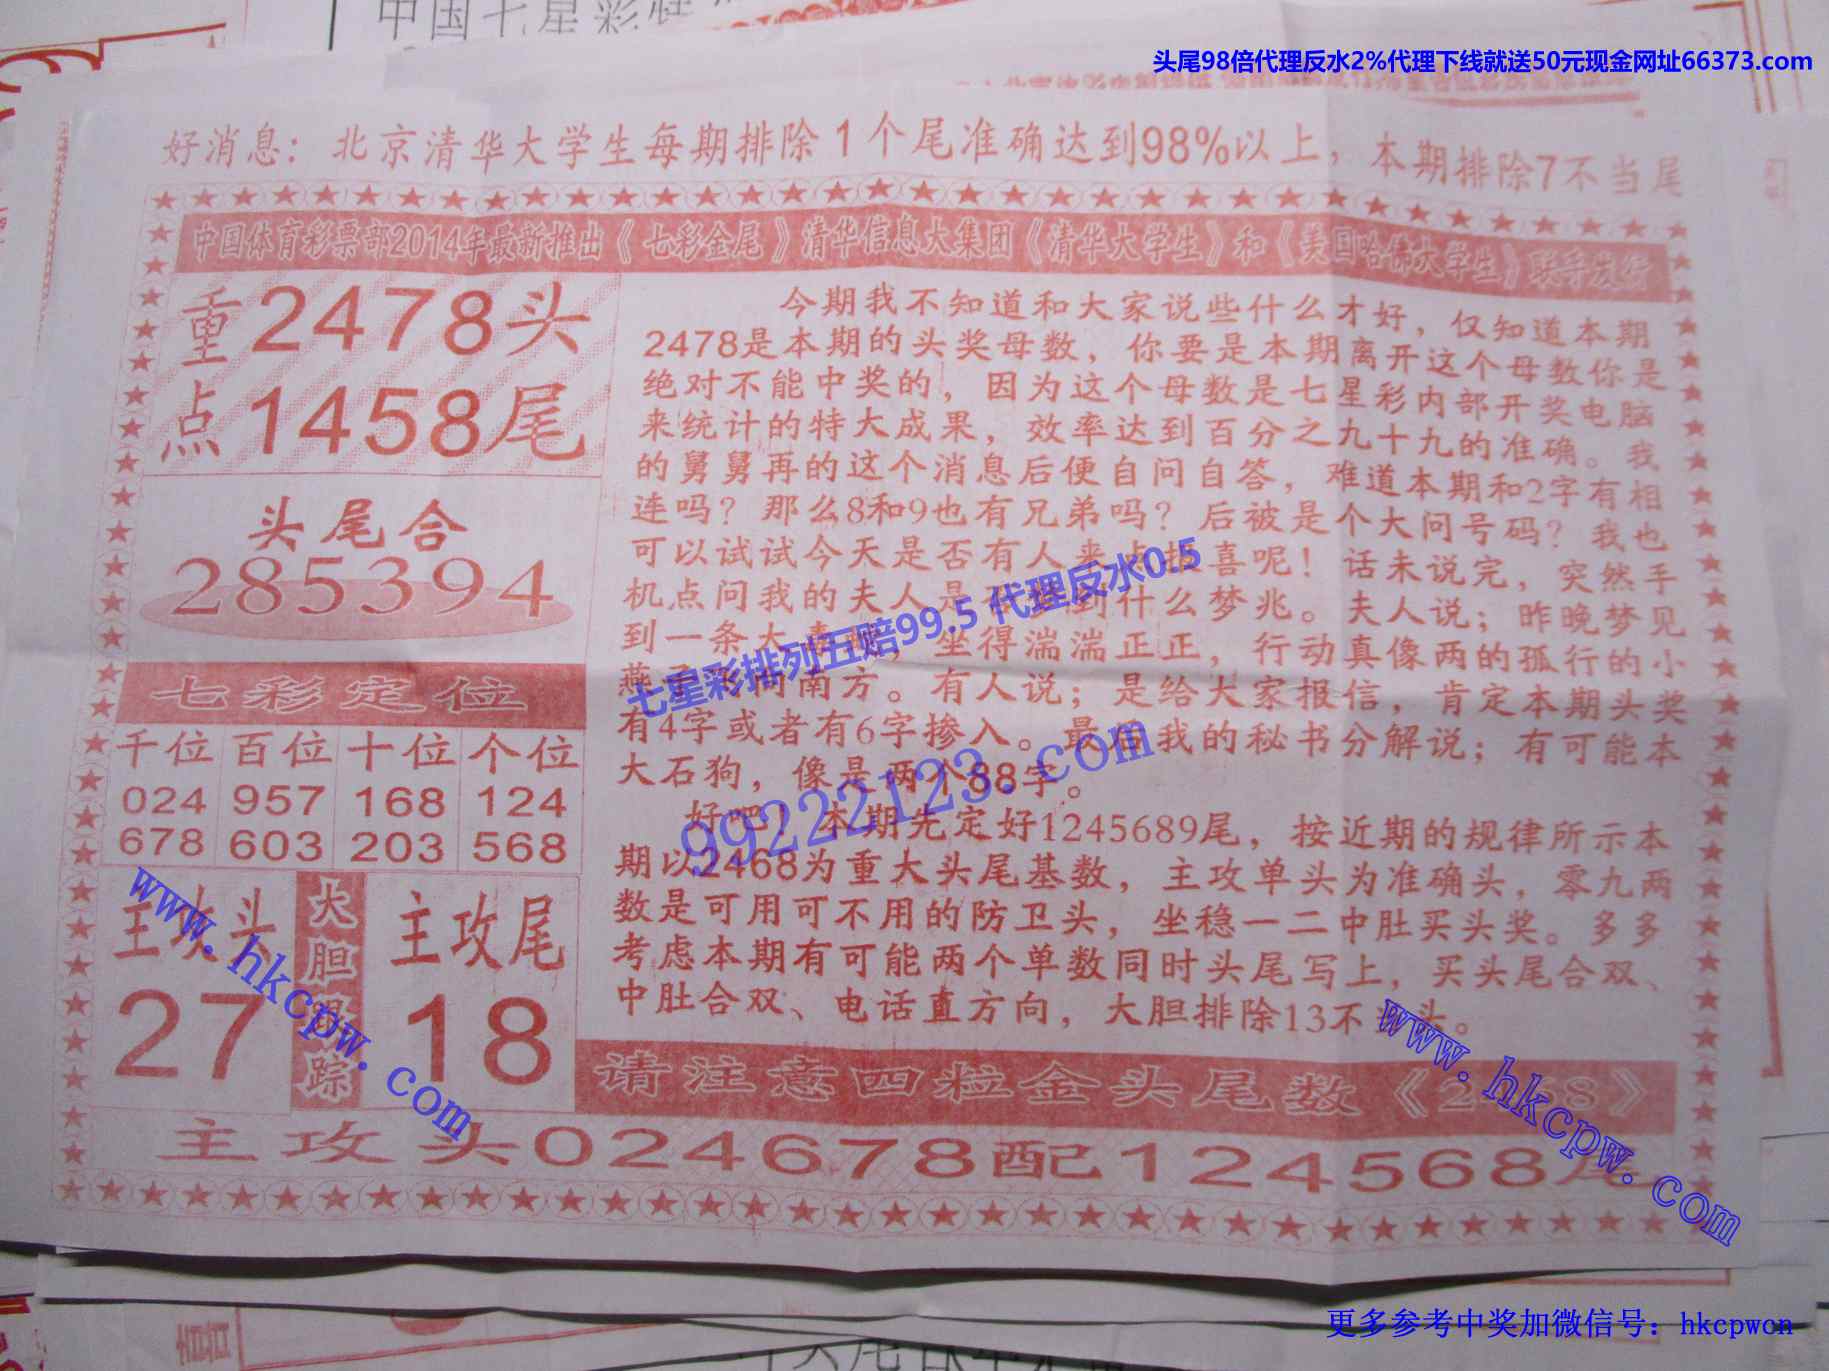 中国七星彩
头尾98倍代理反水2%代理下线就送50元现金网址66373.com
好消息：北京清华大学生每期排除1个尾准确达到98%以上，本期排除7不当尾
中国体育彩票部2014年最新推出《七彩金尾》清华信息大集团《清华大学生》和《美国哈佛大学生》联手发行
重 2478头
点 1458尾
头尾合
285394
七彩定位
千位 百位 十位 个位
024 957 168 124
678 603 203 568
主攻头 主攻尾
27 18
大胆 踪
今期我不知道和大家说些什么才好，仅知道本期
2478是本期的头奖母数，你要是本期离开这个母数你是
绝对不能中奖的，因为这个母数是七星彩内部开奖电脑
来统计的特大成果，效率达到百分之九十九的准确。我
的舅舅再的这个消息后便自问自答，难道本期和2字有相
连吗？那么8和9也有兄弟吗？后被是个大问号码？我也
可以试试今天是否有人来 报喜呢！话未说完，突然手
机点问我的夫人是 到什么梦兆。夫人说；昨晚梦见
到一条大 ，坐得湍湍正正，行动真像两的孤行的小
燕 向南方。有人说；是给大家报信，肯定本期头奖
有4字或者有6字掺入。最后我的秘书分解说；有可能本
大石狗，像是两个88字。
好吧！本期先定好1245689尾，按近期的规律所示本
期以2468为重大头尾基数，主攻单头为准确头，零九两
数是可用可不用的防卫头，坐稳一二中肚买头奖。多多
考虑本期有可能两个单数同时头尾写上，买头尾合双、
中肚合双、电话直方向，大胆排除13不 头。
请注意四粒金头尾数《2 8》
主攻头024678配124568尾
七星彩排列五赔99.5 代理反水0.5
99222123.com
www.hkcpw.com
www.hkcpw.com
更多参考中奖加微信号：hkcpwcn